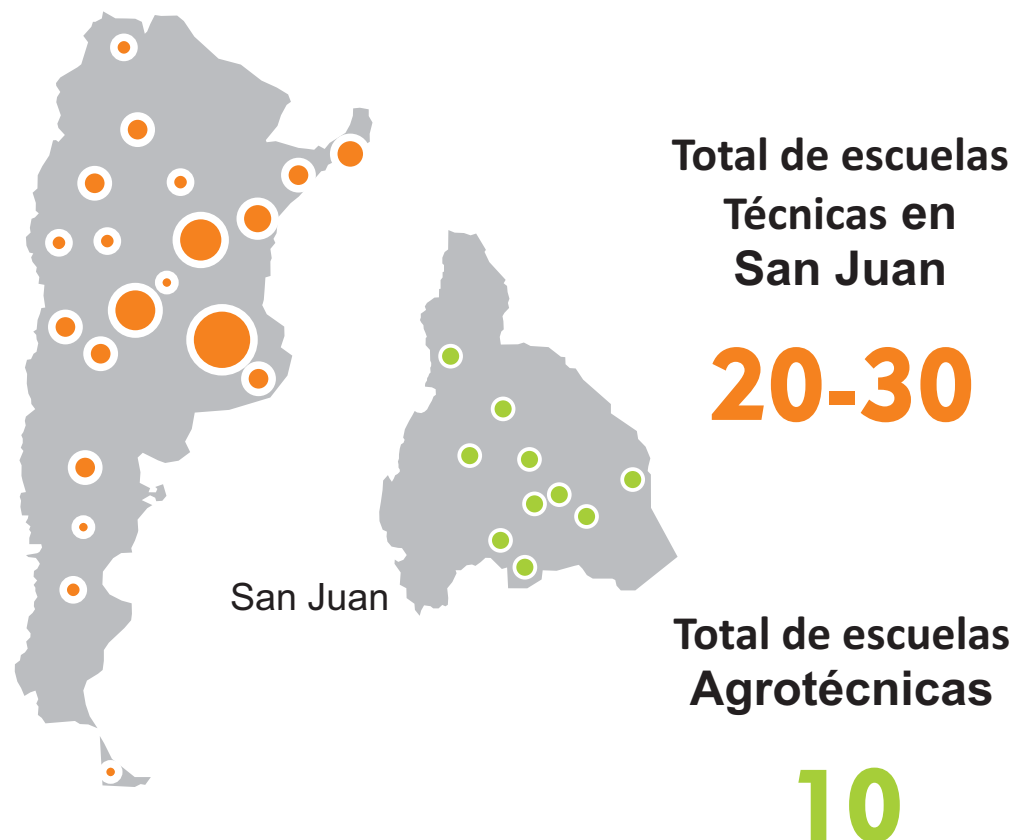 Total de escuelas
Técnicas en
San Juan
20-30
San Juan
Total de escuelas
Agrotécnicas
10